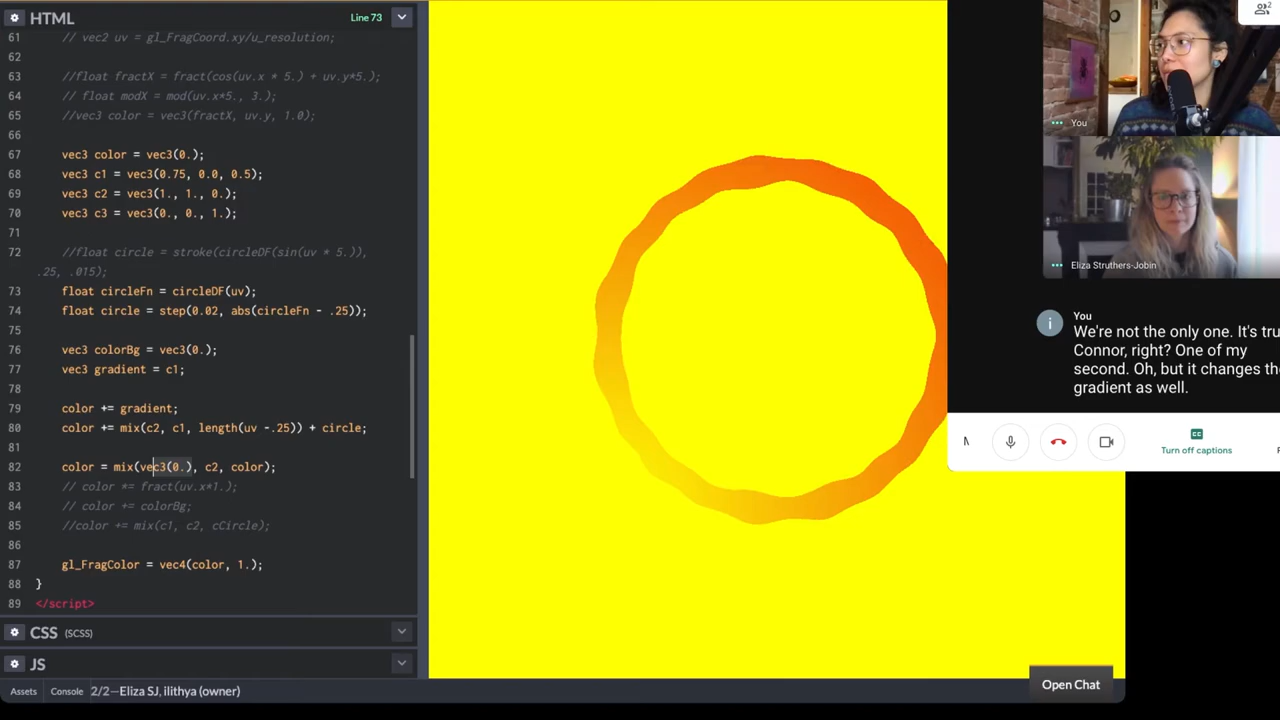 HTML
Line 73
61 // vec2 uv = gl_FragCoord.xy/u_resolution;
62
63 //float fractX = fract(cos(uv.x * 5.) + uv.y*5.);
64 // float modX = mod(uv.x*5., 3.);
65 //vec3 color = vec3(fractX, uv.y, 1.0);
66
67 vec3 color = vec3(0.);
68 vec3 c1 = vec3(0.75, 0.0, 0.5);
69 vec3 c2 = vec3(1., 1., 0.);
70 vec3 c3 = vec3(0., 0., 1.);
71
72 //float circle = stroke(circleDF(sin(uv * 5.)),
.25, .015);
73 float circleFn = circleDF(uv);
74 float circle = step(0.02, abs(circleFn - .25));
75
76 vec3 colorBg = vec3(0.);
77 vec3 gradient = c1;
78
79 color += gradient;
80 color += mix(c2, c1, length(uv -.25)) + circle;
81
82 color = mix(vec3(0.), c2, color);
83 // color *= fract(uv.x*1.);
84 // color += colorBg;
85 //color += mix(c1, c2, cCircle);
86
87 gl_FragColor = vec4(color, 1.);
88 }
89 </script>
CSS (SCSS)
JS
Assets Console 2/2—Eliza SJ, ilithya (owner)
2
You
Eliza Struthers-Jobin
You
We're not the only one. It's tru
Connor, right? One of my
second. Oh, but it changes the
gradient as well.
Turn off captions
Open Chat